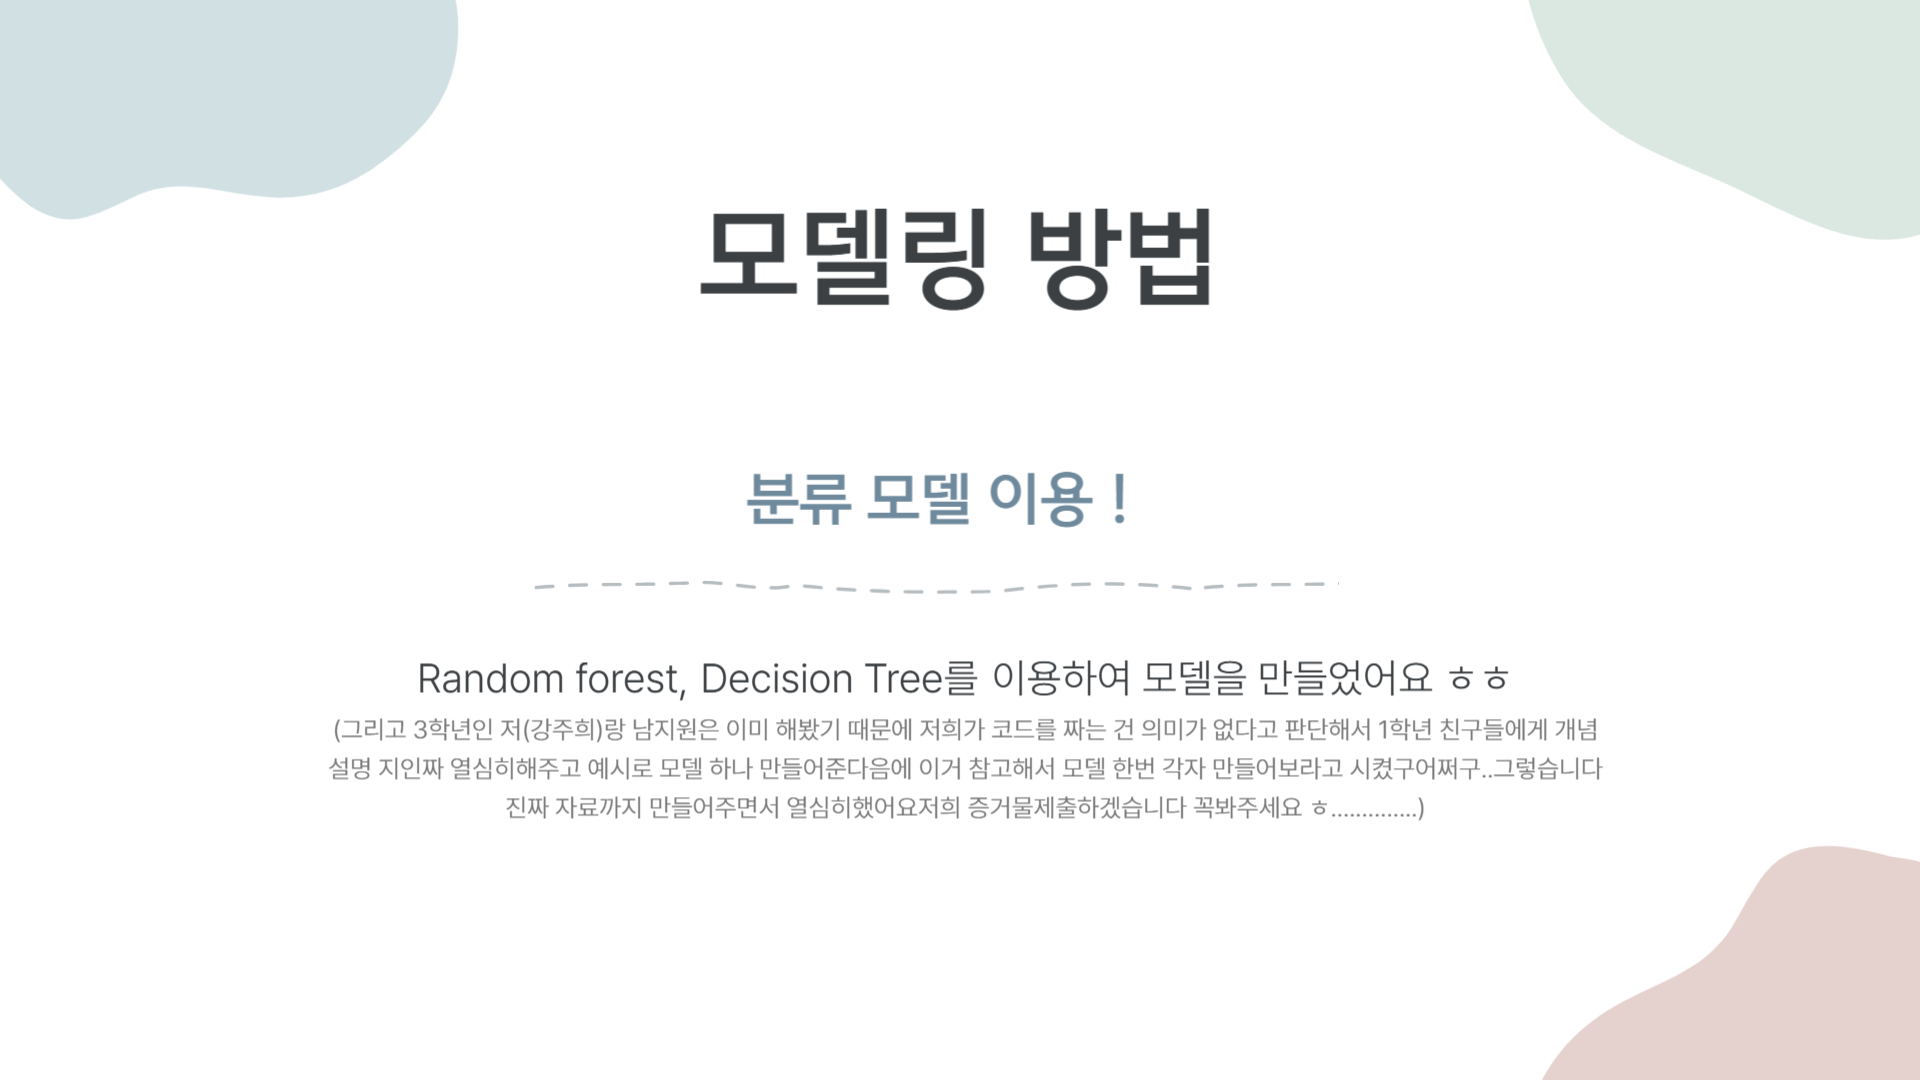 모델링 방법
분류 모델 이용 !
Random forest, Decision Tree를 이용하여 모델을 만들었어요 ㅎㅎ
(그리고 3학년인 저(강주희)랑 남지원은 이미 해봤기 때문에 저희가 코드를 짜는 건 의미가 없다고 판단해서 1학년 친구들에게 개념
설명 지인짜 열심히해주고 예시로 모델 하나 만들어준다음에 이거 참고해서 모델 한번 각자 만들어보라고 시켰구어쩌구..그렇습니다
진짜 자료까지 만들어주면서 열심히했어요저희 증거물제출하겠습니다 꼭봐주세요 ㅎ..............)